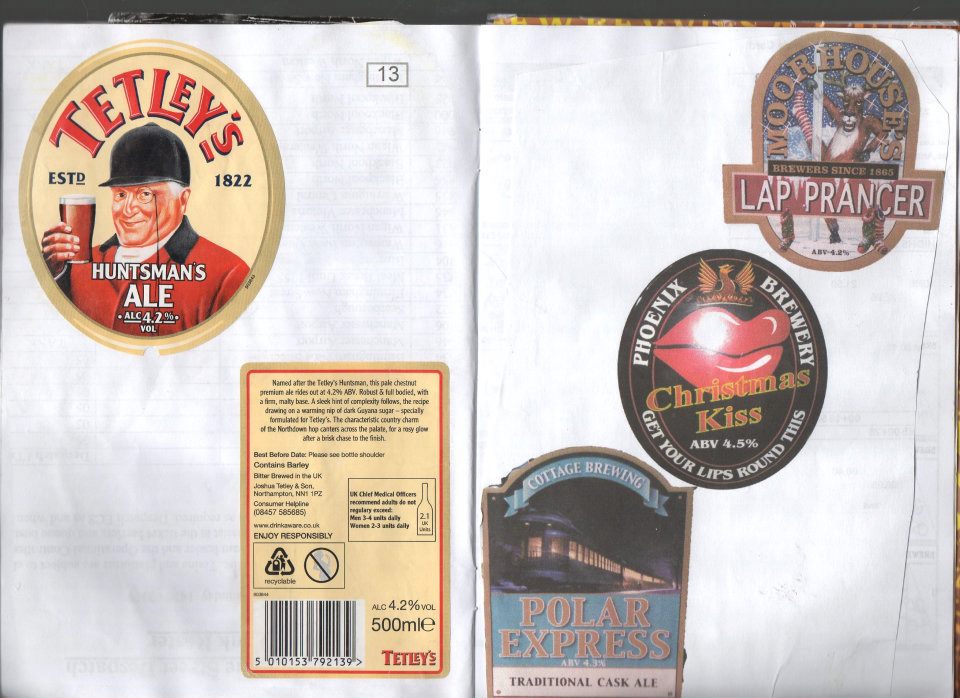 TETLEY'S
ESTD 1822
HUNTSMAN'S
ALE
• ALC 4.2% •
VOL
13
Named after the Tetley's Huntsman, this pale chestnut
premium ale rides out at 4.2% ABV. Robust & full bodied, with
a firm, malty base. A sleek hint of complexity follows, the recipe
drawing on a warming nip of dark Guyana sugar – specially
formulated for Tetley's. The characteristic country charm
of the Northdown hop canters across the palate, for a rosy glow
after a brisk chase to the finish.
Best Before Date: Please see bottle shoulder
Contains Barley
Bitter Brewed in the UK
Joshua Tetley & Son,
Northampton, NN1 1PZ
Consumer Helpline
(08457 585685)
www.drinkaware.co.uk
ENJOY RESPONSIBLY
UK Chief Medical Officers
recommend adults do not
regulary exceed:
Men 3-4 units daily
Women 2-3 units daily
2.1
UK
Units
recyclable
ALC 4.2% VOL
500ml e
5 010153 792139 >
TETLEY'S
MOORHOUSE'S
BREWERS SINCE 1865
LAP PRANCER
ABV-4.2%
PHOENIX BREWERY
Christmas
Kiss
ABV 4.5%
GET YOUR LIPS ROUND THIS
COTTAGE BREWING
POLAR
EXPRESS
ABV 4.3%
TRADITIONAL CASK ALE